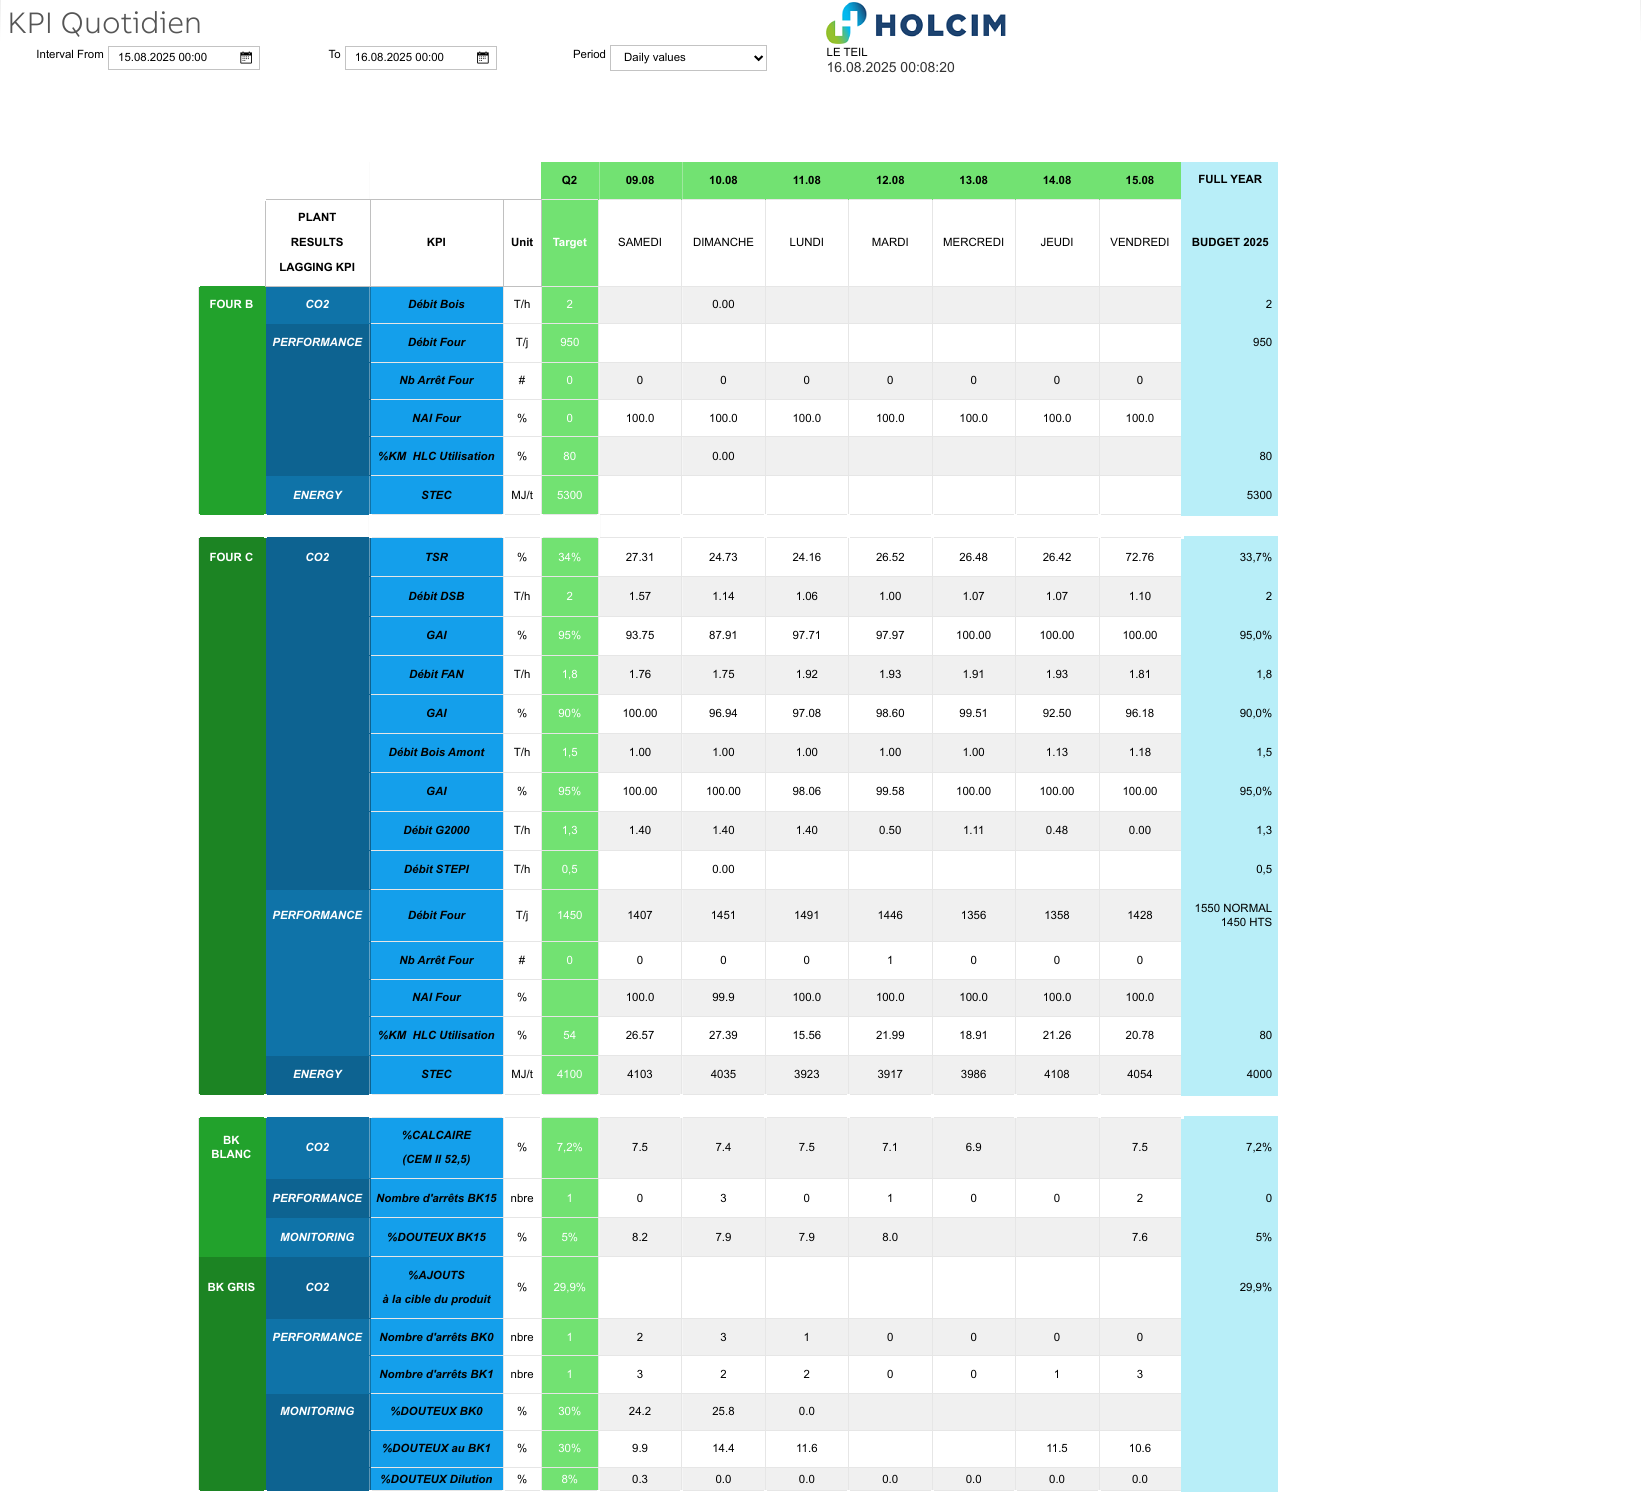 KPI Quotidien
Interval From 15.08.2025 00:00 To 16.08.2025 00:00 Period Daily values
HOLCIM
LE TEIL
16.08.2025 00:08:20
Q2 09.08 10.08 11.08 12.08 13.08 14.08 15.08 FULL YEAR
PLANT
RESULTS KPI Unit Target SAMEDI DIMANCHE LUNDI MARDI MERCREDI JEUDI VENDREDI BUDGET 2025
LAGGING KPI
FOUR B CO2 Débit Bois T/h 2 0.00 2
PERFORMANCE Débit Four T/j 950 950
Nb Arrêt Four # 0 0 0 0 0 0 0 0
NAI Four % 0 100.0 100.0 100.0 100.0 100.0 100.0 100.0
%KM HLC Utilisation % 80 0.00 80
ENERGY STEC MJ/t 5300 5300
FOUR C CO2 TSR % 34% 27.31 24.73 24.16 26.52 26.48 26.42 72.76 33,7%
Débit DSB T/h 2 1.57 1.14 1.06 1.00 1.07 1.07 1.10 2
GAI % 95% 93.75 87.91 97.71 97.97 100.00 100.00 100.00 95,0%
Débit FAN T/h 1,8 1.76 1.75 1.92 1.93 1.91 1.93 1.81 1,8
GAI % 90% 100.00 96.94 97.08 98.60 99.51 92.50 96.18 90,0%
Débit Bois Amont T/h 1,5 1.00 1.00 1.00 1.00 1.00 1.13 1.18 1,5
GAI % 95% 100.00 100.00 98.06 99.58 100.00 100.00 100.00 95,0%
Débit G2000 T/h 1,3 1.40 1.40 1.40 0.50 1.11 0.48 0.00 1,3
Débit STEPI T/h 0,5 0.00 0,5
PERFORMANCE Débit Four T/j 1450 1407 1451 1491 1446 1356 1358 1428 1550 NORMAL
1450 HTS
Nb Arrêt Four # 0 0 0 0 1 0 0 0
NAI Four % 100.0 99.9 100.0 100.0 100.0 100.0 100.0
%KM HLC Utilisation % 54 26.57 27.39 15.56 21.99 18.91 21.26 20.78 80
ENERGY STEC MJ/t 4100 4103 4035 3923 3917 3986 4108 4054 4000
BK BLANC CO2 %CALCAIRE % 7,2% 7.5 7.4 7.5 7.1 6.9 7.5 7,2%
(CEM II 52,5)
PERFORMANCE Nombre d'arrêts BK15 nbre 1 0 3 0 1 0 0 2 0
MONITORING %DOUTEUX BK15 % 5% 8.2 7.9 7.9 8.0 7.6 5%
BK GRIS CO2 %AJOUTS % 29,9% 29,9%
à la cible du produit
PERFORMANCE Nombre d'arrêts BK0 nbre 1 2 3 1 0 0 0 0
Nombre d'arrêts BK1 nbre 1 3 2 2 0 0 1 3
MONITORING %DOUTEUX BK0 % 30% 24.2 25.8 0.0
%DOUTEUX au BK1 % 30% 9.9 14.4 11.6 11.5 10.6
%DOUTEUX Dilution % 8% 0.3 0.0 0.0 0.0 0.0 0.0 0.0